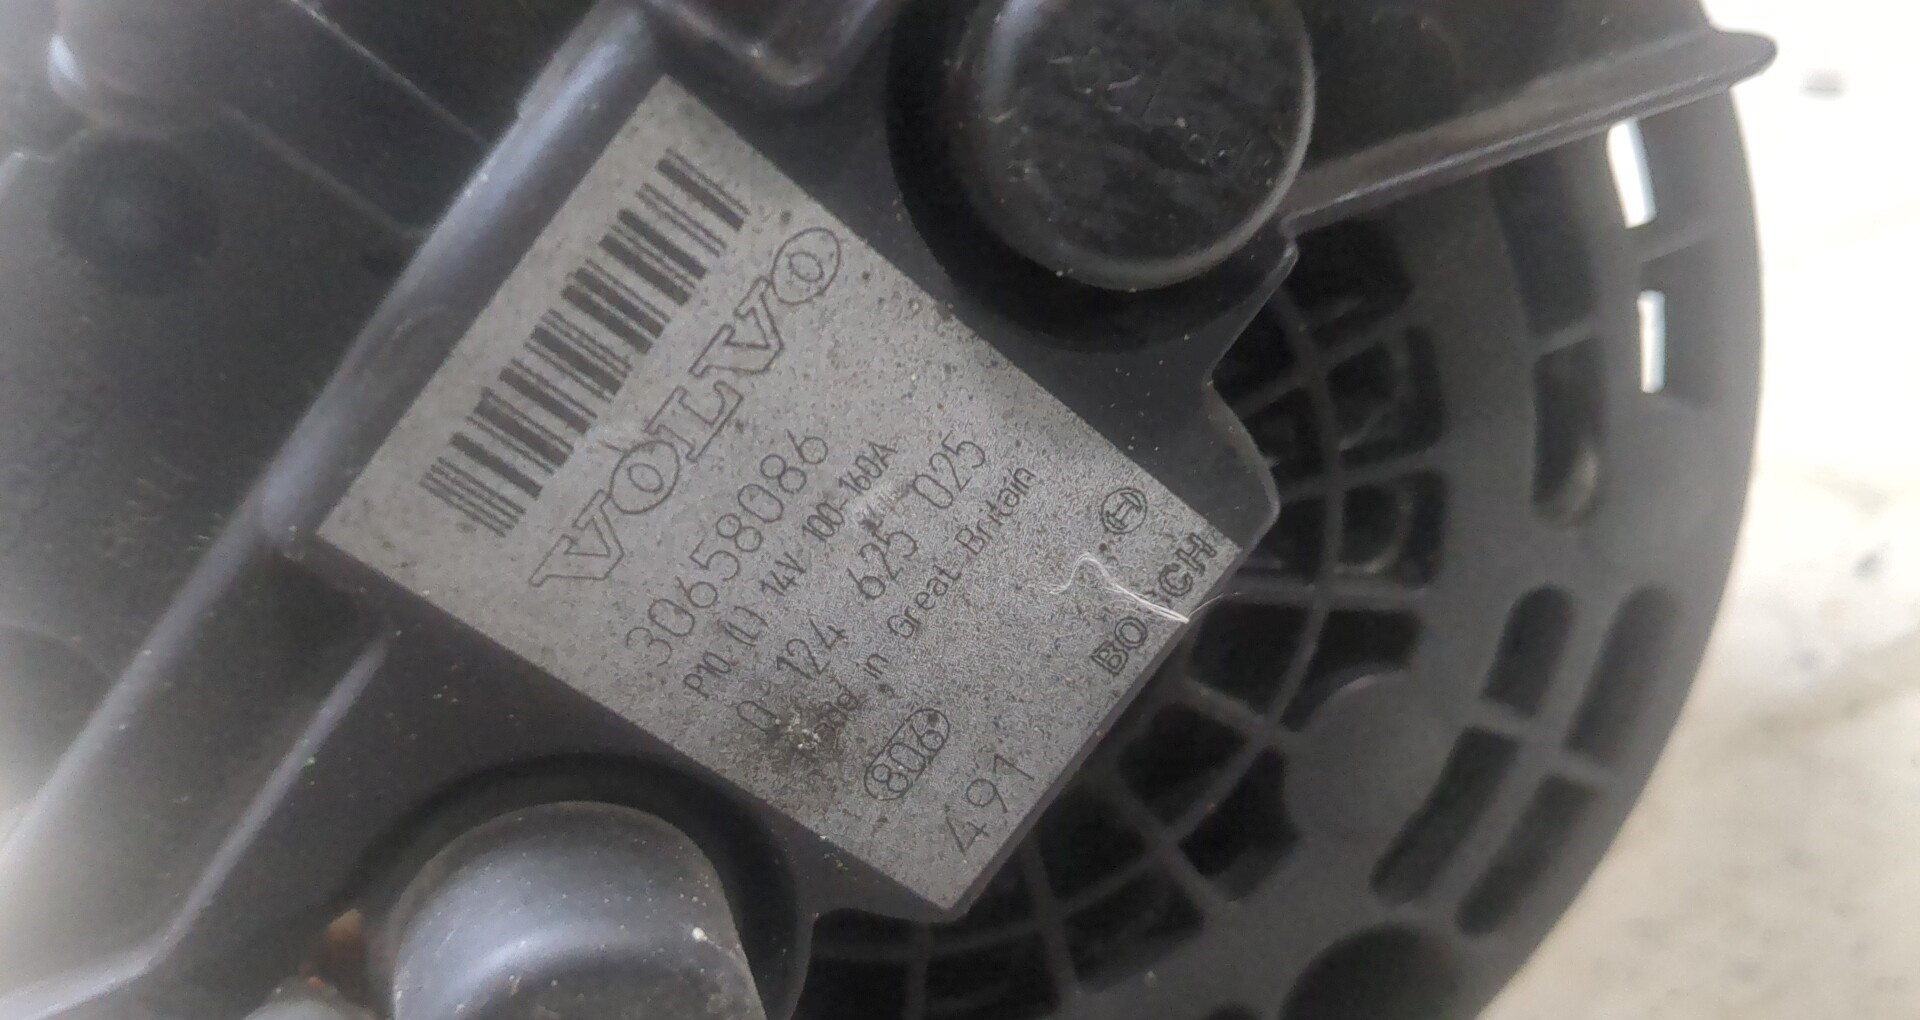 VOLVO
30658086
P10 (L) 14V 100-160A
0 124 625 025
Made in Great Britain
806
491
BOSCH